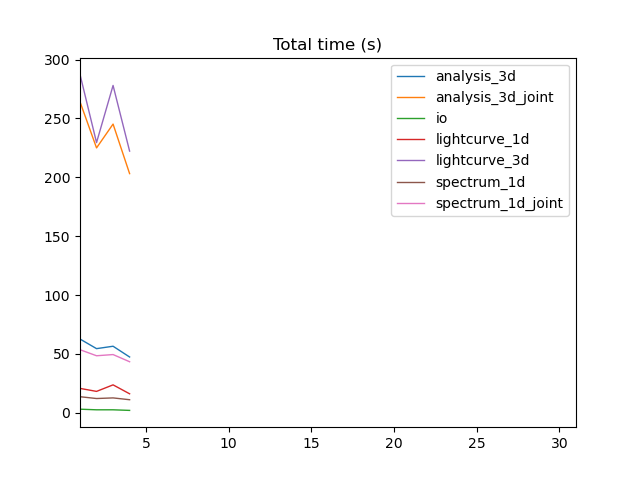 Total time (s)
300
250
200
150
100
50
0
5 10 15 20 25 30
analysis_3d
analysis_3d_joint
io
lightcurve_1d
lightcurve_3d
spectrum_1d
spectrum_1d_joint